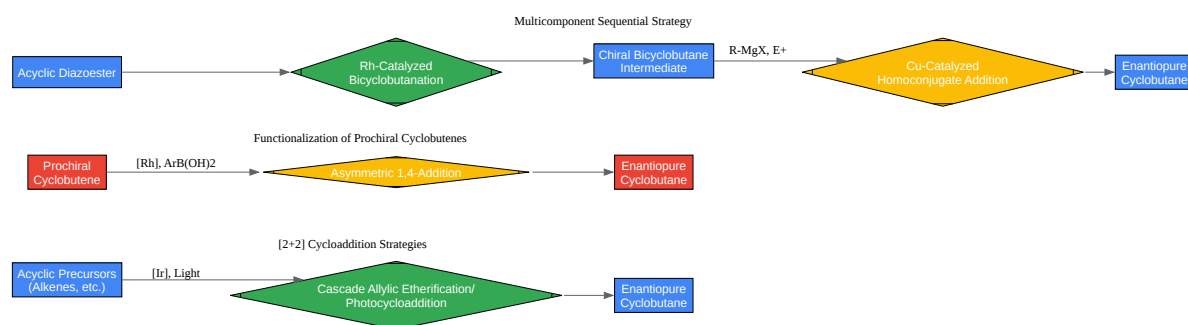 Multicomponent Sequential Strategy
Acyclic Diazoester
Rh-Catalyzed
Bicyclobutanation
Chiral Bicyclobutane
Intermediate
R-MgX, E+
Cu-Catalyzed
Homoconjugate Addition
Enantiopure
Cyclobutane
Functionalization of Prochiral Cyclobutenes
Prochiral
Cyclobutene
[Rh], ArB(OH)2
Asymmetric 1,4-Addition
Enantiopure
Cyclobutane
[2+2] Cycloaddition Strategies
Acyclic Precursors
(Alkenes, etc.)
[Ir], Light
Cascade Allylic Etherification/
Photocycloaddition
Enantiopure
Cyclobutane